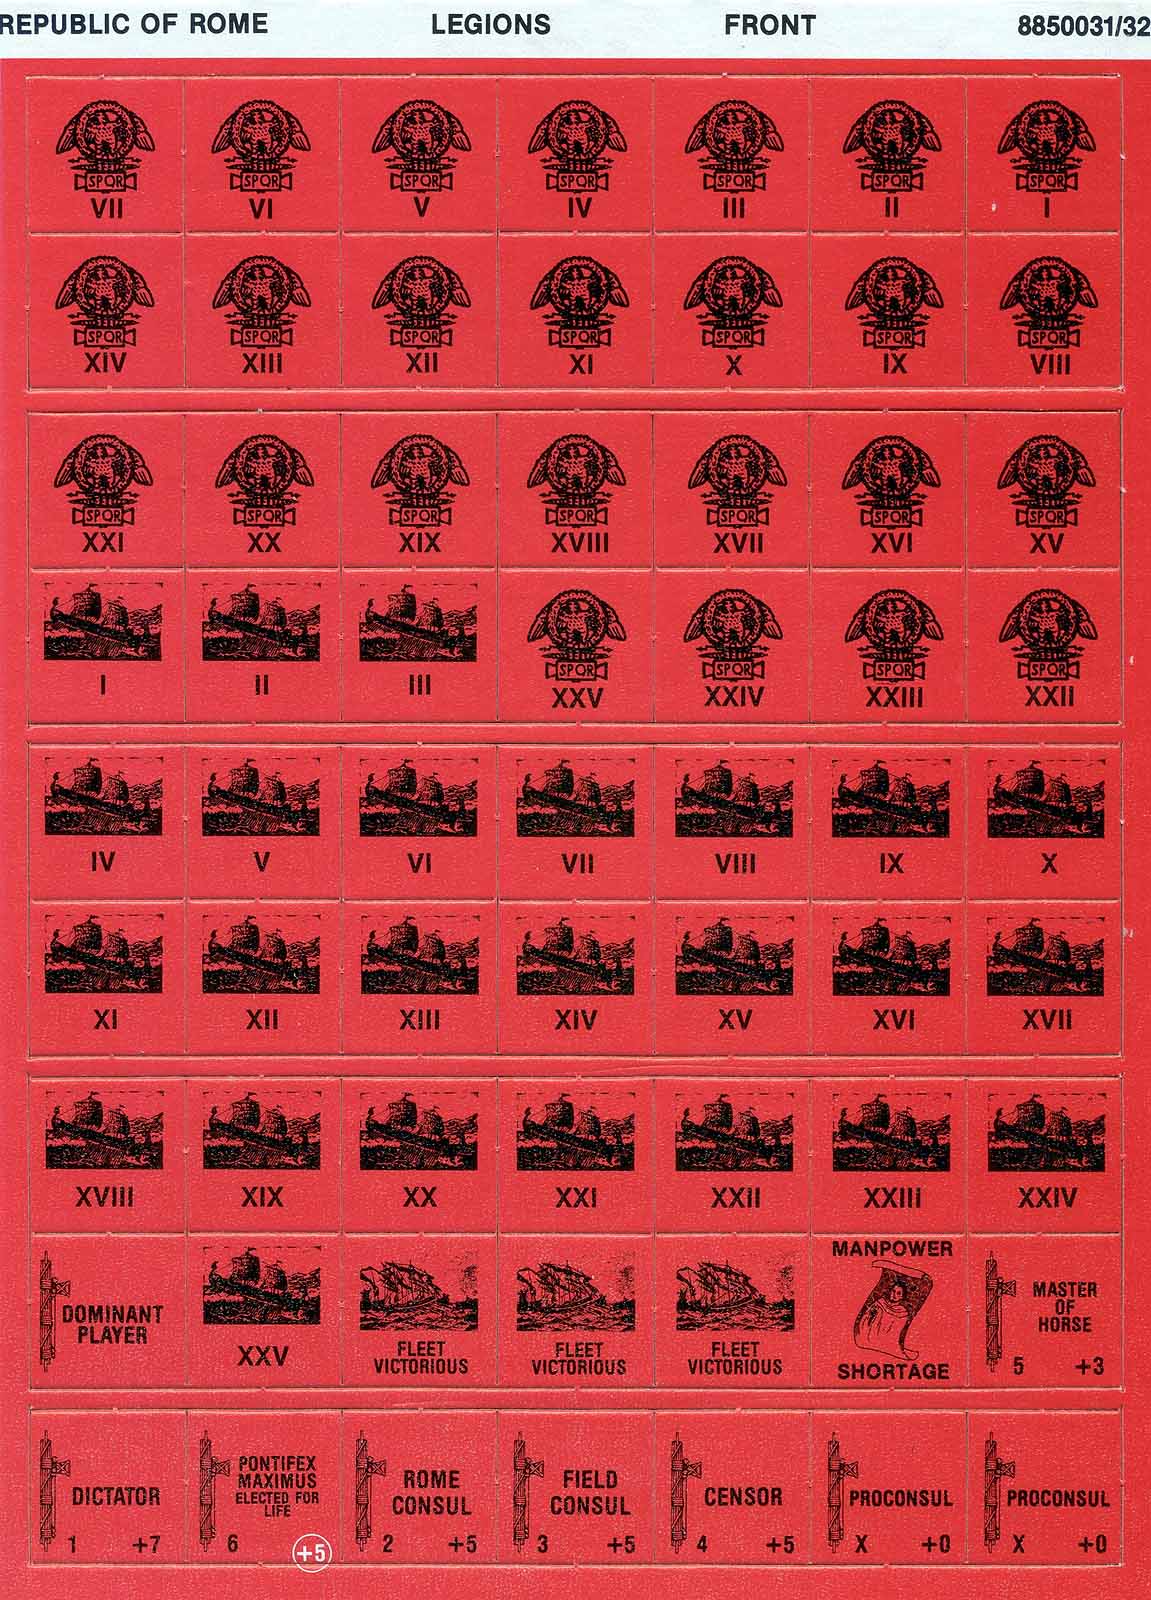 REPUBLIC OF ROME LEGIONS FRONT 8850031/32
SPQR SPQR SPQR SPQR SPQR SPQR SPQR
VII VI V IV III II I
SPQR SPQR SPQR SPQR SPQR SPQR SPQR
XIV XIII XII XI X IX VIII
SPQR SPQR SPQR SPQR SPQR SPQR SPQR
XXI XX XIX XVIII XVII XVI XV
SPQR SPQR SPQR SPQR
I II III XXV XXIV XXIII XXII
IV V VI VII VIII IX X
XI XII XIII XIV XV XVI XVII
XVIII XIX XX XXI XXII XXIII XXIV
DOMINANT
PLAYER
XXV
FLEET
VICTORIOUS
FLEET
VICTORIOUS
FLEET
VICTORIOUS
MANPOWER
SHORTAGE
MASTER
OF
HORSE
5 +3
DICTATOR
1 +7
PONTIFEX
MAXIMUS
ELECTED FOR
LIFE
6 +5
ROME
CONSUL
2 +5
FIELD
CONSUL
3 +5
CENSOR
4 +5
PROCONSUL
X +0
PROCONSUL
X +0